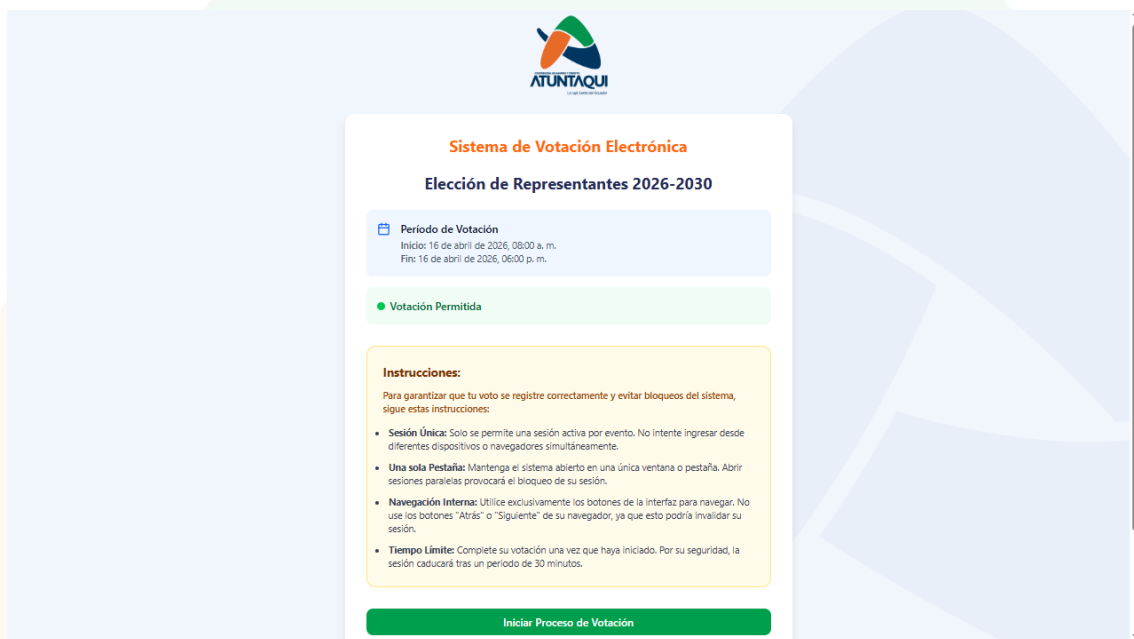 COOPERATIVA DE AHORRO Y CRÉDITO
ATUNTAQUI
Sistema de Votación Electrónica
Elección de Representantes 2026-2030
Período de Votación
Inicio: 16 de abril de 2026, 08:00 a. m.
Fin: 16 de abril de 2026, 06:00 p. m.
Votación Permitida
Instrucciones:
Para garantizar que tu voto se registre correctamente y evitar bloqueos del sistema,
sigue estas instrucciones:
• Sesión Única: Solo se permite una sesión activa por evento. No intente ingresar desde
diferentes dispositivos o navegadores simultáneamente.
• Una sola Pestaña: Mantenga el sistema abierto en una única ventana o pestaña. Abrir
sesiones paralelas provocará el bloqueo de su sesión.
• Navegación Interna: Utilice exclusivamente los botones de la interfaz para navegar. No
use los botones "Atrás" o "Siguiente" de su navegador, ya que esto podría invalidar su
sesión.
• Tiempo Límite: Complete su votación una vez que haya iniciado. Por su seguridad, la
sesión caducará tras un periodo de 30 minutos.
Iniciar Proceso de Votación